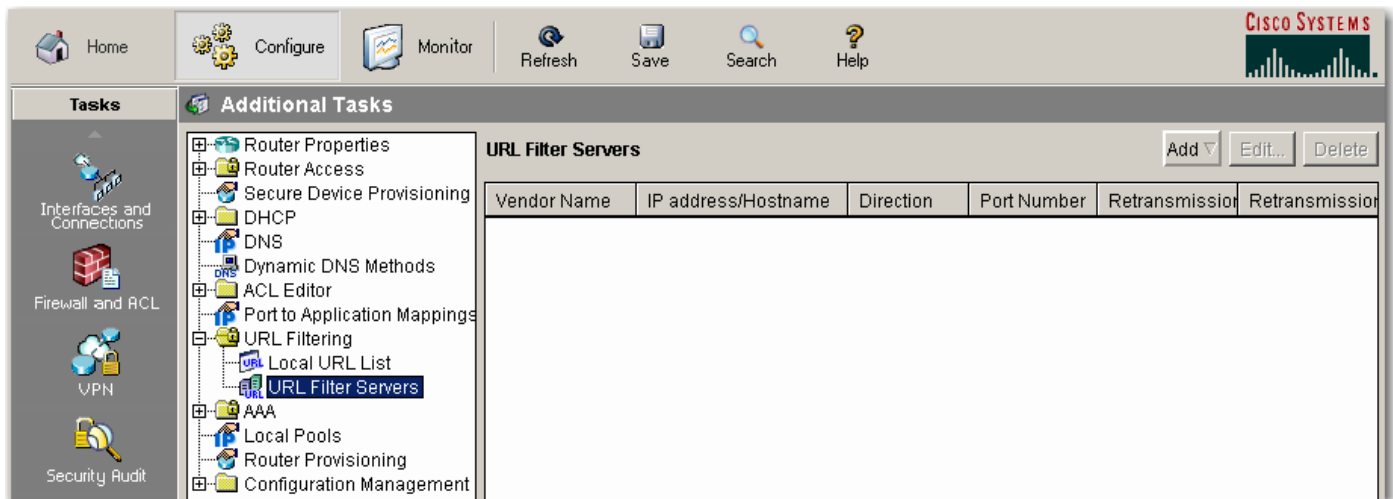 Home
Configure
Monitor
Refresh
Save
Search
Help
CISCO SYSTEMS
Tasks
Additional Tasks
Interfaces and
Connections
Firewall and ACL
VPN
Security Audit
Router Properties
Router Access
Secure Device Provisioning
DHCP
DNS
DNS
Dynamic DNS Methods
ACL Editor
Port to Application Mappings
URL Filtering
URL
Local URL List
URL
URL Filter Servers
AAA
Local Pools
Router Provisioning
Configuration Management
URL Filter Servers
Add
Edit...
Delete
Vendor Name
IP address/Hostname
Direction
Port Number
Retransmission
Retransmission